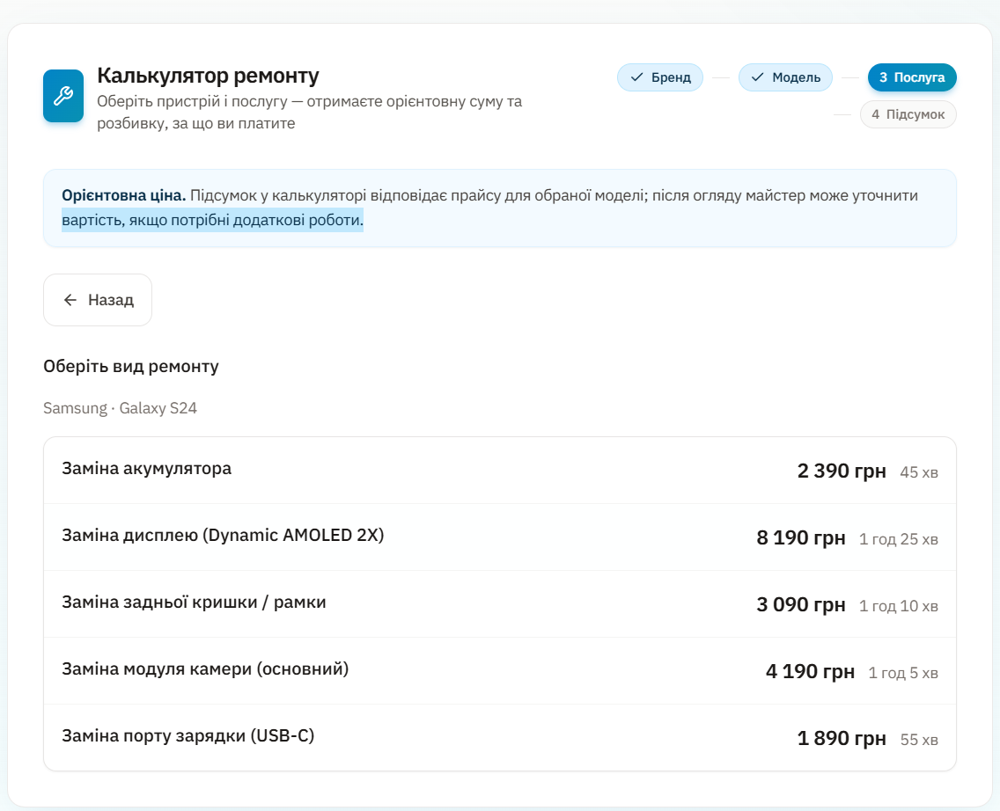 Калькулятор ремонту
Оберіть пристрій і послугу — отримаєте орієнтовну суму та
розбивку, за що ви платите
Бренд
Модель
3 Послуга
4 Підсумок
Орієнтовна ціна. Підсумок у калькуляторі відповідає прайсу для обраної моделі; після огляду майстер може уточнити
вартість, якщо потрібні додаткові роботи.
← Назад
Оберіть вид ремонту
Samsung · Galaxy S24
Заміна акумулятора 2 390 грн 45 хв
Заміна дисплею (Dynamic AMOLED 2X) 8 190 грн 1 год 25 хв
Заміна задньої кришки / рамки 3 090 грн 1 год 10 хв
Заміна модуля камери (основний) 4 190 грн 1 год 5 хв
Заміна порту зарядки (USB-C) 1 890 грн 55 хв